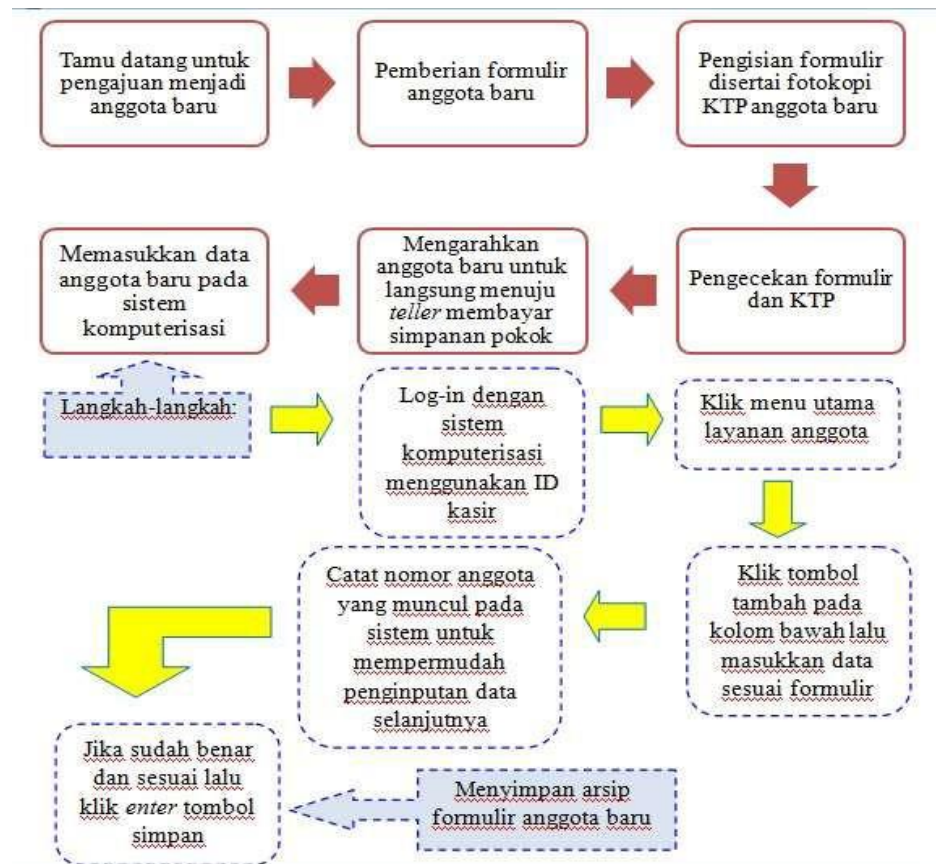 Tamu datang untuk
pengajuan menjadi
anggota baru
Pemberian formulir
anggota baru
Pengisian formulir
disertai fotokopi
KTP anggota baru
Pengecekan formulir
dan KTP
Mengarahkan
anggota baru untuk
langsung menuju
teller membayar
simpanan pokok
Memasukkan data
anggota baru pada
sistem
komputerisasi
Langkah-langkah:
Log-in dengan
sistem
komputerisasi
menggunakan ID
kasir
Klik menu utama
layanan anggota
Klik tombol
tambah pada
kolom bawah lalu
masukkan data
sesuai formulir
Catat nomor anggota
yang muncul pada
sistem untuk
mempermudah
penginputan data
selanjutnya
Jika sudah benar
dan sesuai lalu
klik enter tombol
simpan
Menyimpan arsip
formulir anggota baru